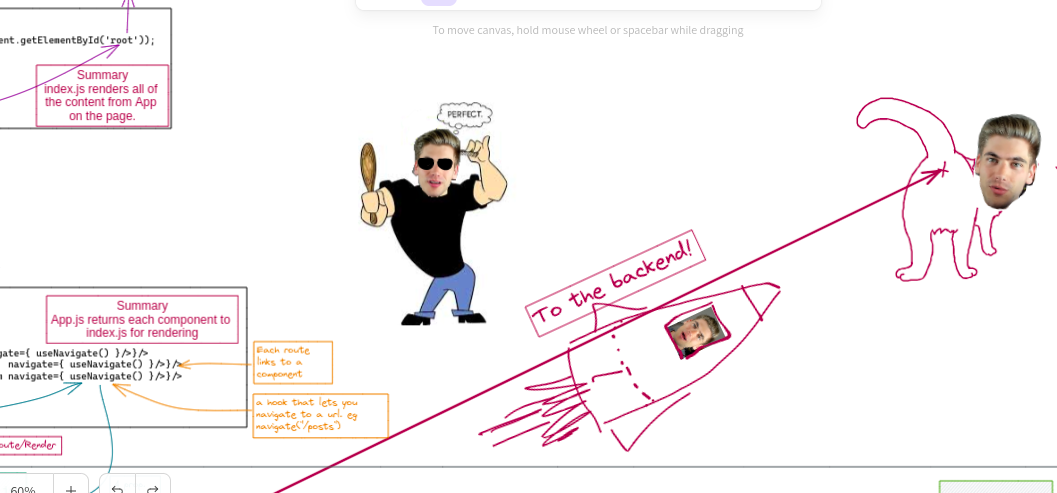 To move canvas, hold mouse wheel or spacebar while dragging
ent.getElementById('root'));
Summary
index.js renders all of
the content from App
on the page.
PERFECT.
To the backend!
Summary
App.js returns each component to
index.js for rendering
gate={ useNavigate() }/>}/>
navigate={ useNavigate() }/>}/>
n navigate={ useNavigate() }/>}/>
Each route
links to a
component
a hook that lets you
navigate to a url. eg
navigate("/posts")
oute/Render
60%